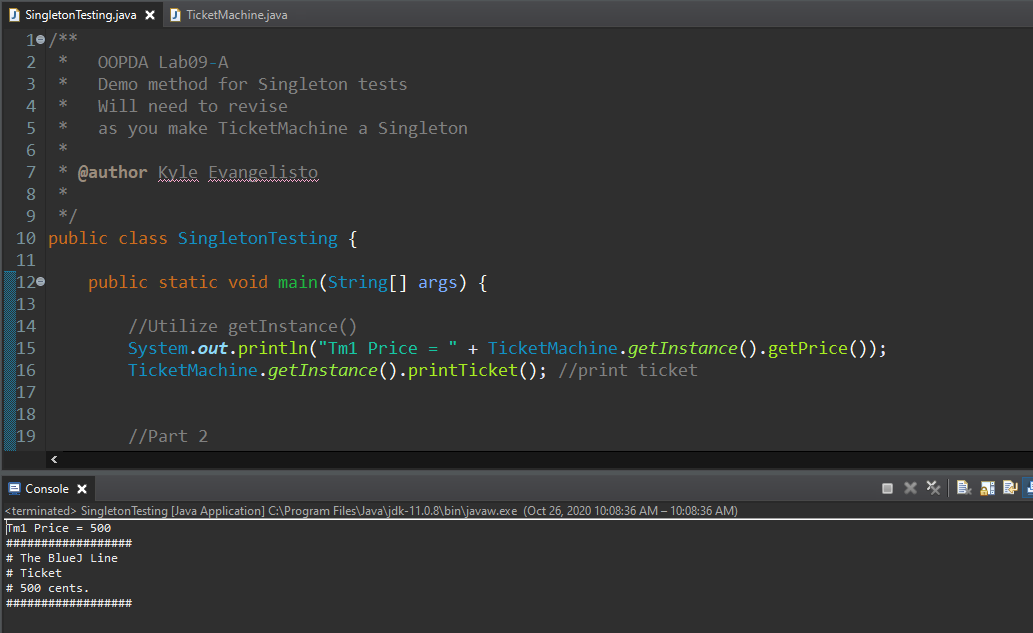 SingletonTesting.java TicketMachine.java
1 /**
2 * OOPDA Lab09-A
3 * Demo method for Singleton tests
4 * Will need to revise
5 * as you make TicketMachine a Singleton
6 *
7 * @author Kyle Evangelisto
8 *
9 */
10 public class SingletonTesting {
11
12 public static void main(String[] args) {
13
14 //Utilize getInstance()
15 System.out.println("Tm1 Price = " + TicketMachine.getInstance().getPrice());
16 TicketMachine.getInstance().printTicket(); //print ticket
17
18
19 //Part 2
Console
<terminated> SingletonTesting [Java Application] C:\Program Files\Java\jdk-11.0.8\bin\javaw.exe (Oct 26, 2020 10:08:36 AM – 10:08:36 AM)
Tm1 Price = 500
##################
# The BlueJ Line
# Ticket
# 500 cents.
##################